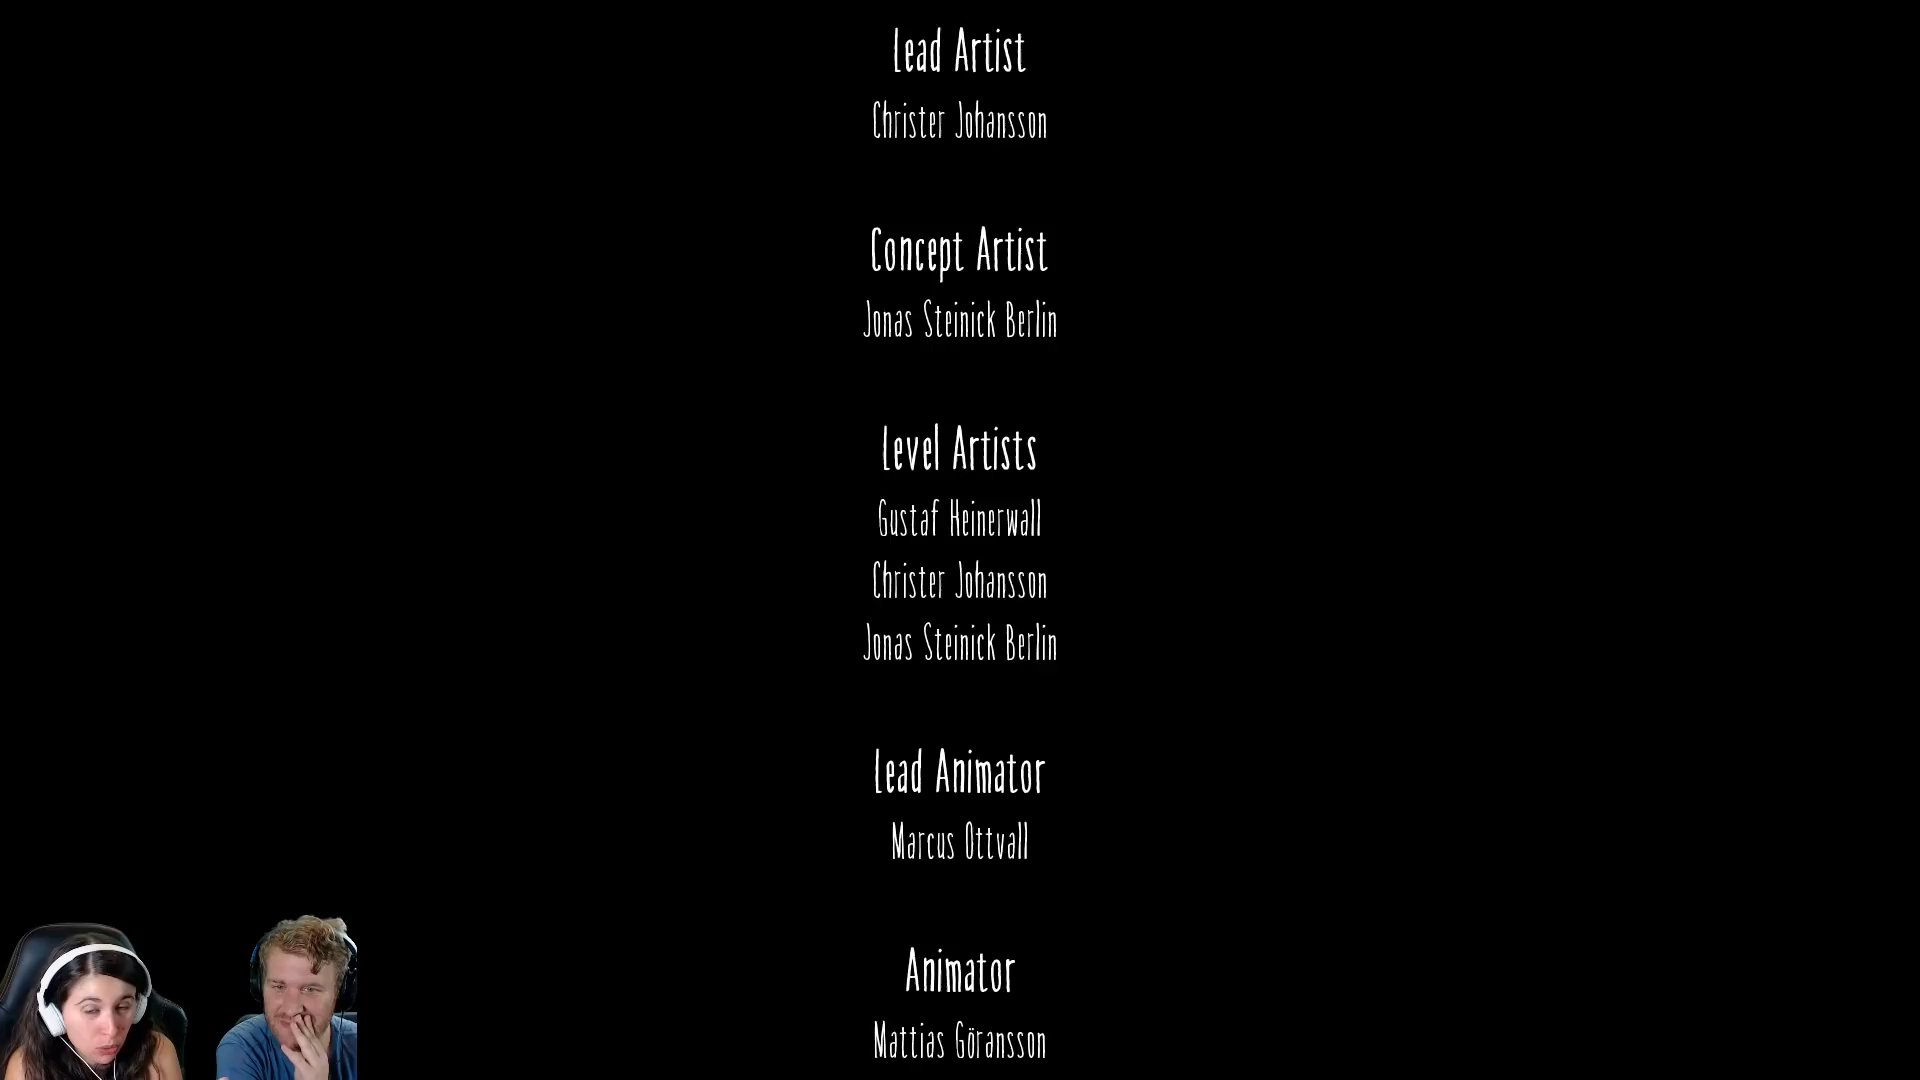 Lead Artist
Christer Johansson
Concept Artist
Jonas Steinick Berlin
Level Artists
Gustaf Heinerwall
Christer Johansson
Jonas Steinick Berlin
Lead Animator
Marcus Ottvall
Animator
Mattias Göransson